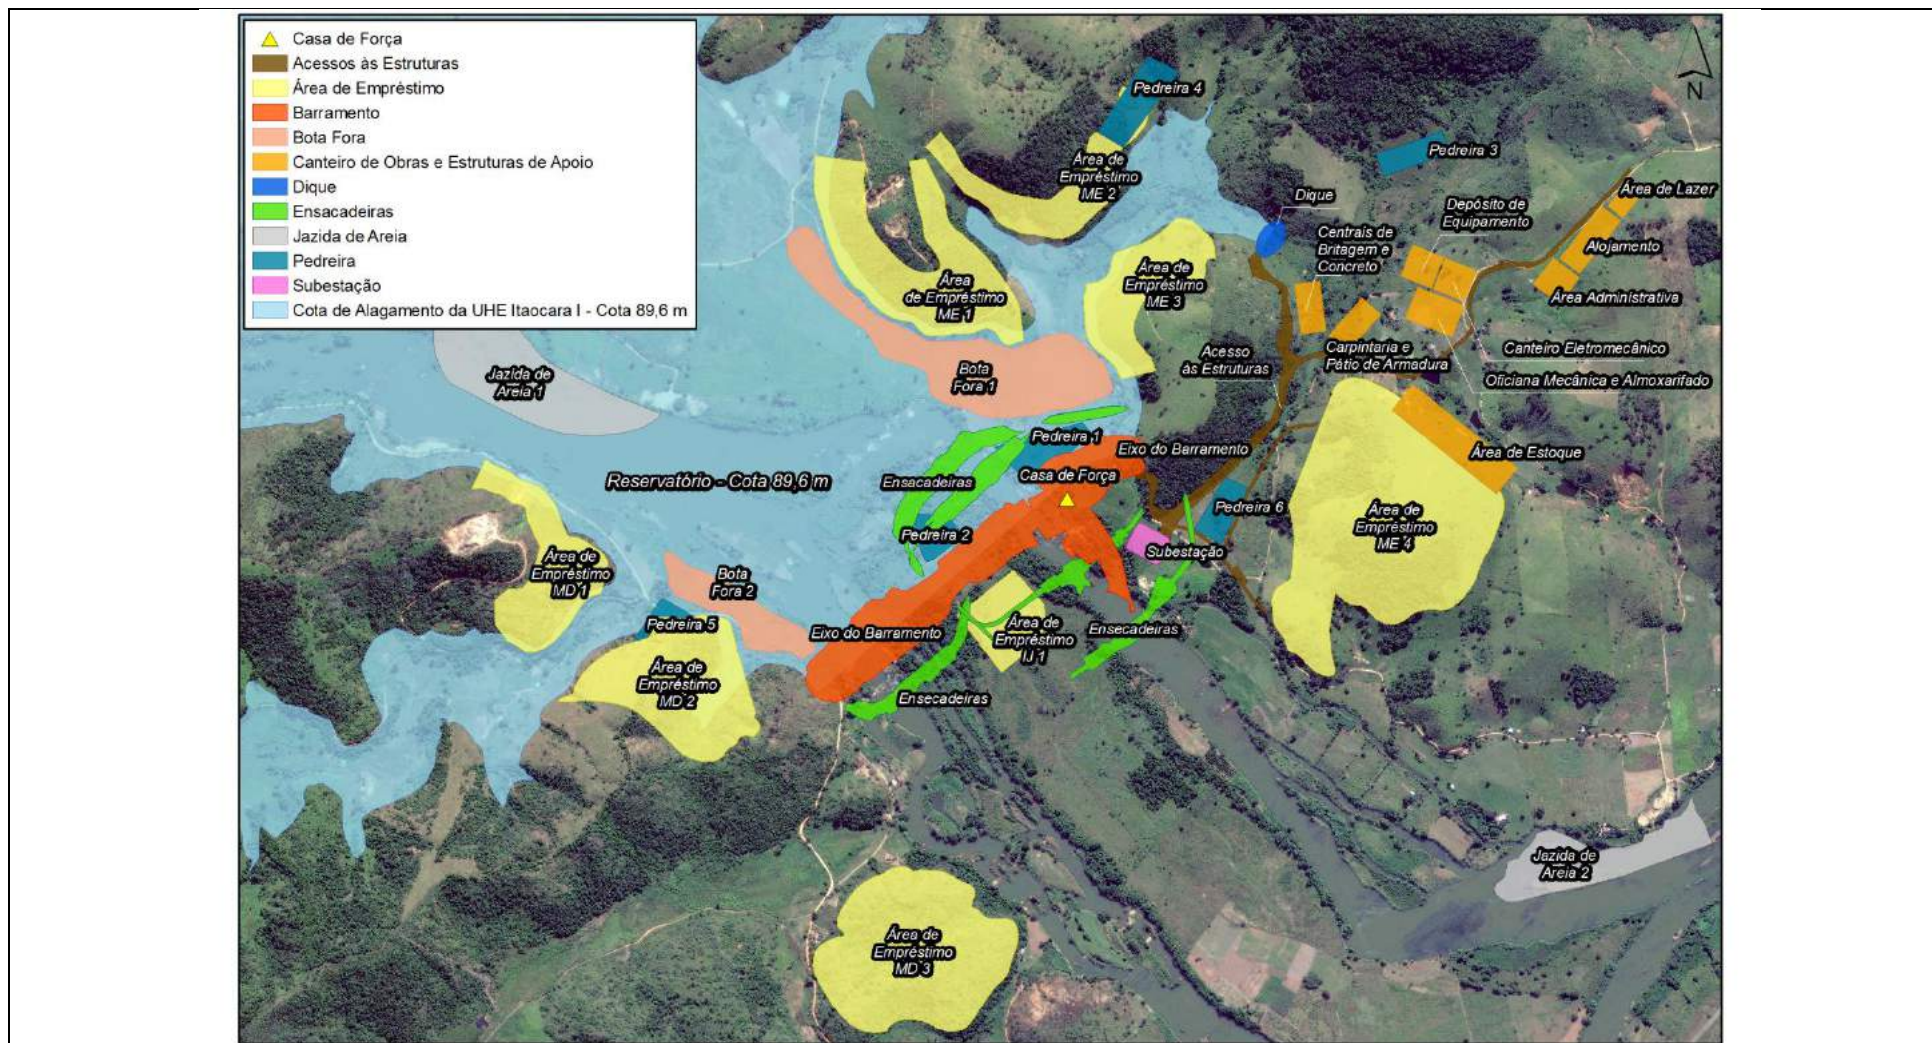 Casa de Força
Acessos às Estruturas
Área de Empréstimo
Barramento
Bota Fora
Canteiro de Obras e Estruturas de Apoio
Dique
Ensacadeiras
Jazida de Areia
Pedreira
Subestação
Cota de Alagamento da UHE Itaocara I - Cota 89,6 m
N
Pedreira 4
Pedreira 3
Área de
Empréstimo
ME 2
Dique
Depósito de
Equipamento
Área de Lazer
Centrais de
Britagem e
Concreto
Alojamento
Área Administrativa
Área
de Empréstimo
ME 1
Área de
Empréstimo
ME 3
Acesso
às Estruturas
Carpintaria e
Pátio de Armadura
Canteiro Eletromecânico
Oficiana Mecânica e Almoxarifado
Jazida de
Areia 1
Bota
Fora 1
Pedreira 1
Eixo do Barramento
Área de Estoque
Reservatório - Cota 89,6 m
Ensacadeiras
Casa de Força
Pedreira 2
Pedreira 6
Área de
Empréstimo
ME 4
Subestação
Área de
Empréstimo
MD 1
Bota
Fora 2
Pedreira 5
Eixo do Barramento
Área de
Empréstimo
IJ 1
Ensecadeiras
Área de
Empréstimo
MD 2
Ensecadeiras
Jazida de
Areia 2
Área de
Empréstimo
MD 3